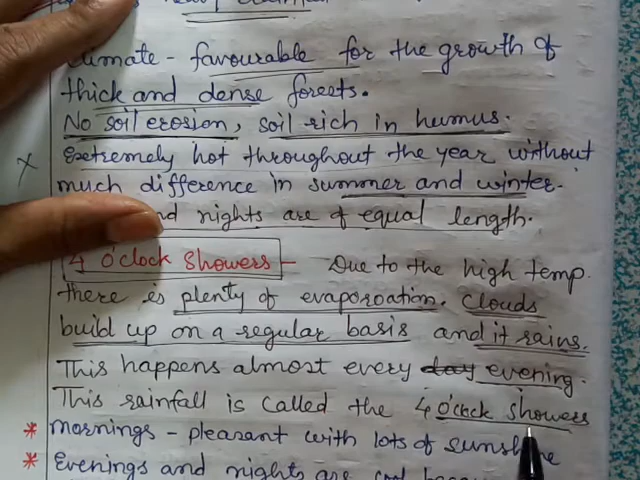 climate - favourable for the growth of
thick and dense forests.
No soil erosion, soil rich in humus.
x Extremely hot throughout the year without
much difference in summer and winter.
nd nights are of equal length.
4 O'clock Showers - Due to the high temp.
there is plenty of evaporation. Clouds
build up on a regular basis and it rains.
This happens almost every day evening.
This rainfall is called the 4 O'clock showers
* Mornings - pleasant with lots of sunshine
* Evenings and nights are